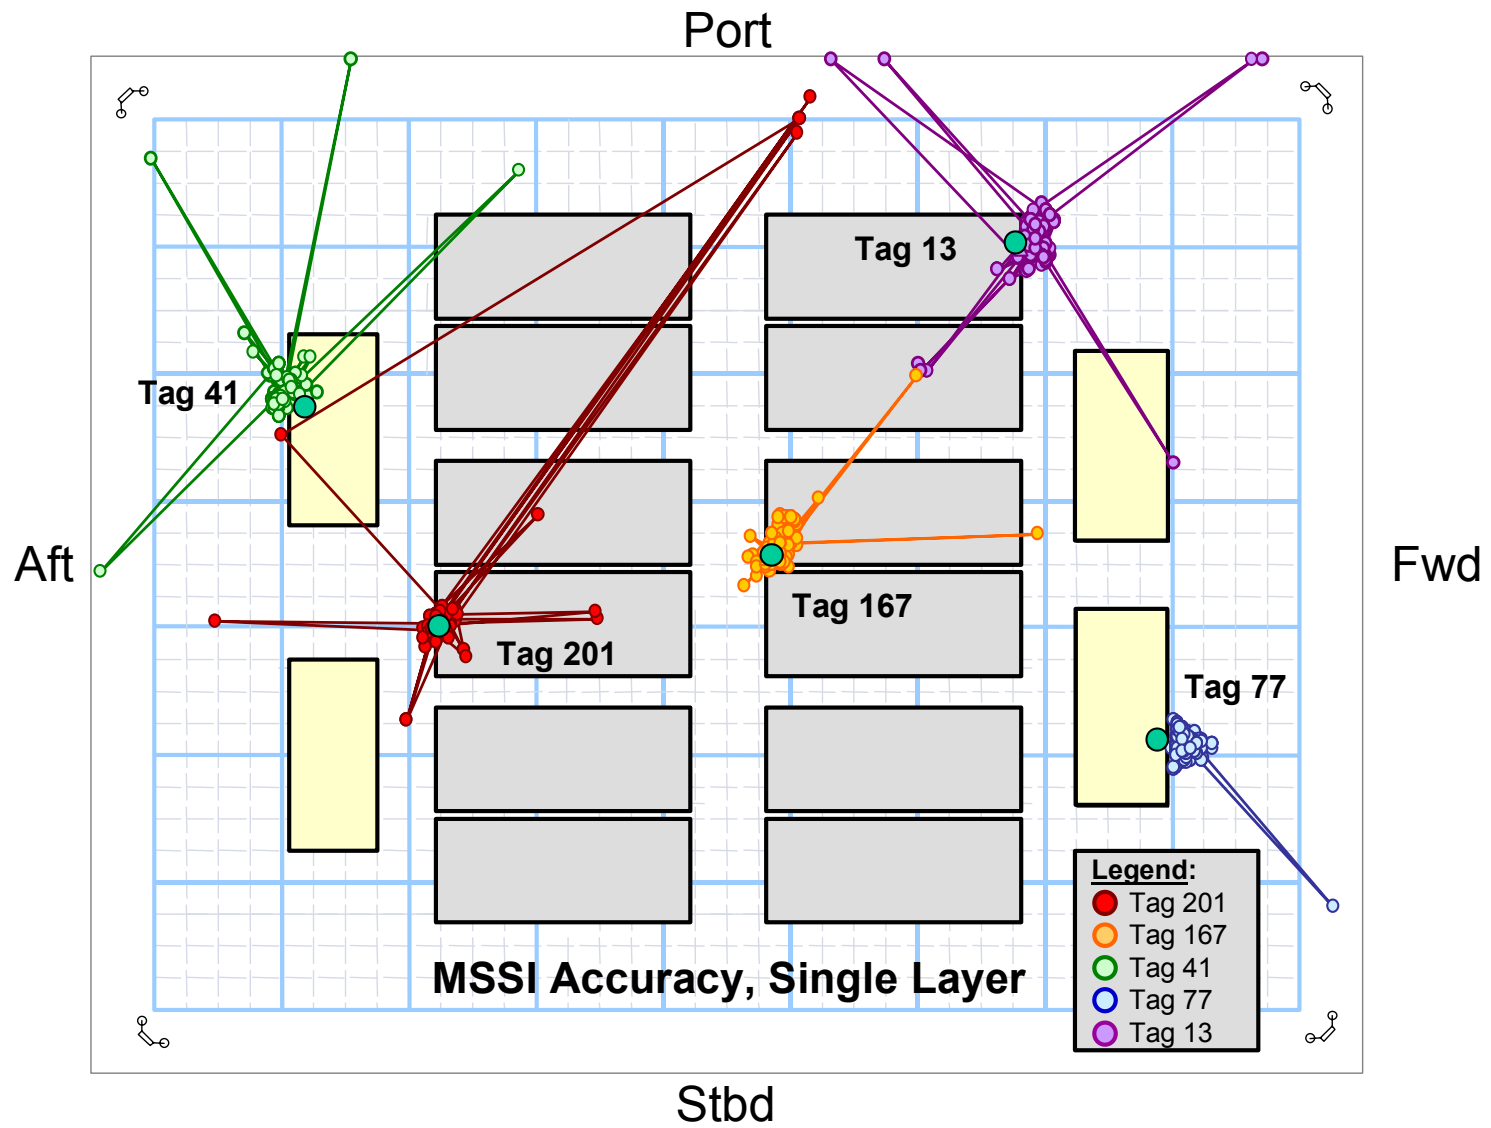 Port
Tag 13
Tag 41
Aft
Fwd
Tag 167
Tag 201
Tag 77
Legend:
Tag 201
Tag 167
Tag 41
Tag 77
Tag 13
MSSI Accuracy, Single Layer
Stbd